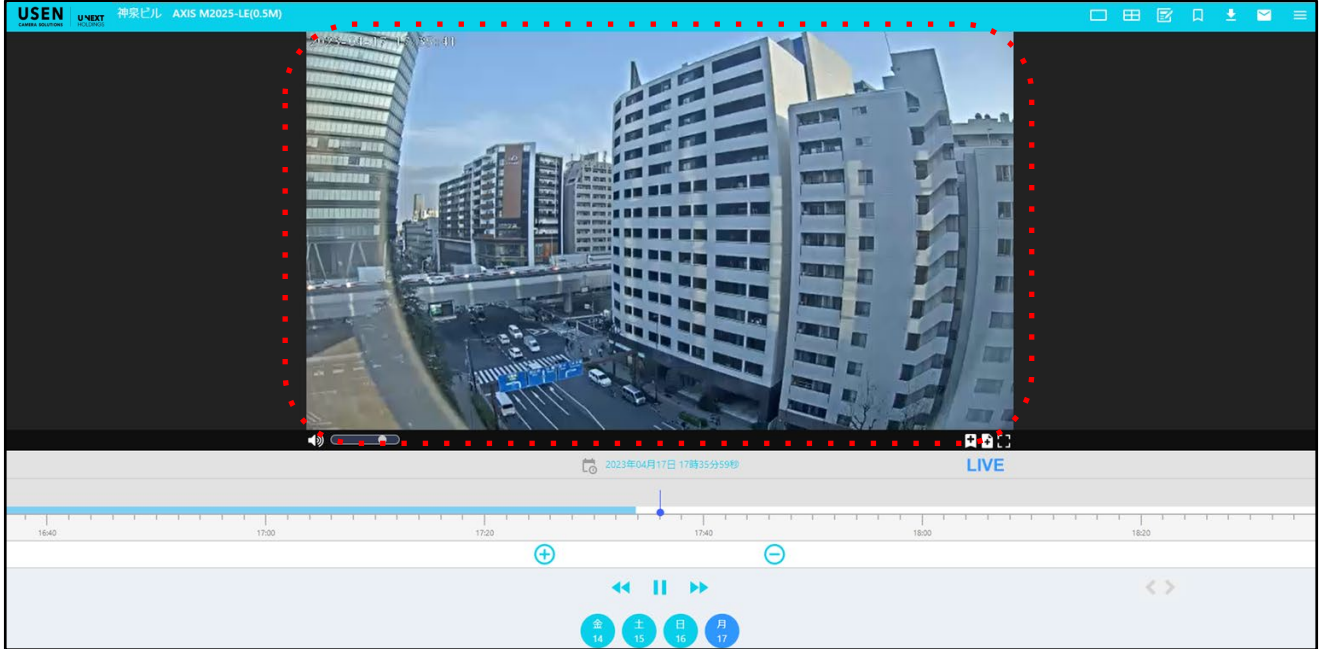 USEN
CAMERA SOLUTIONS
U-NEXT
HOLDINGS
神泉ビル AXIS M2025-LE(0.5M)
2023年04月17日 17時35分59秒
LIVE
16:40 17:00 17:20 17:40 18:00 18:20
金 土 日 月
14 15 16 17